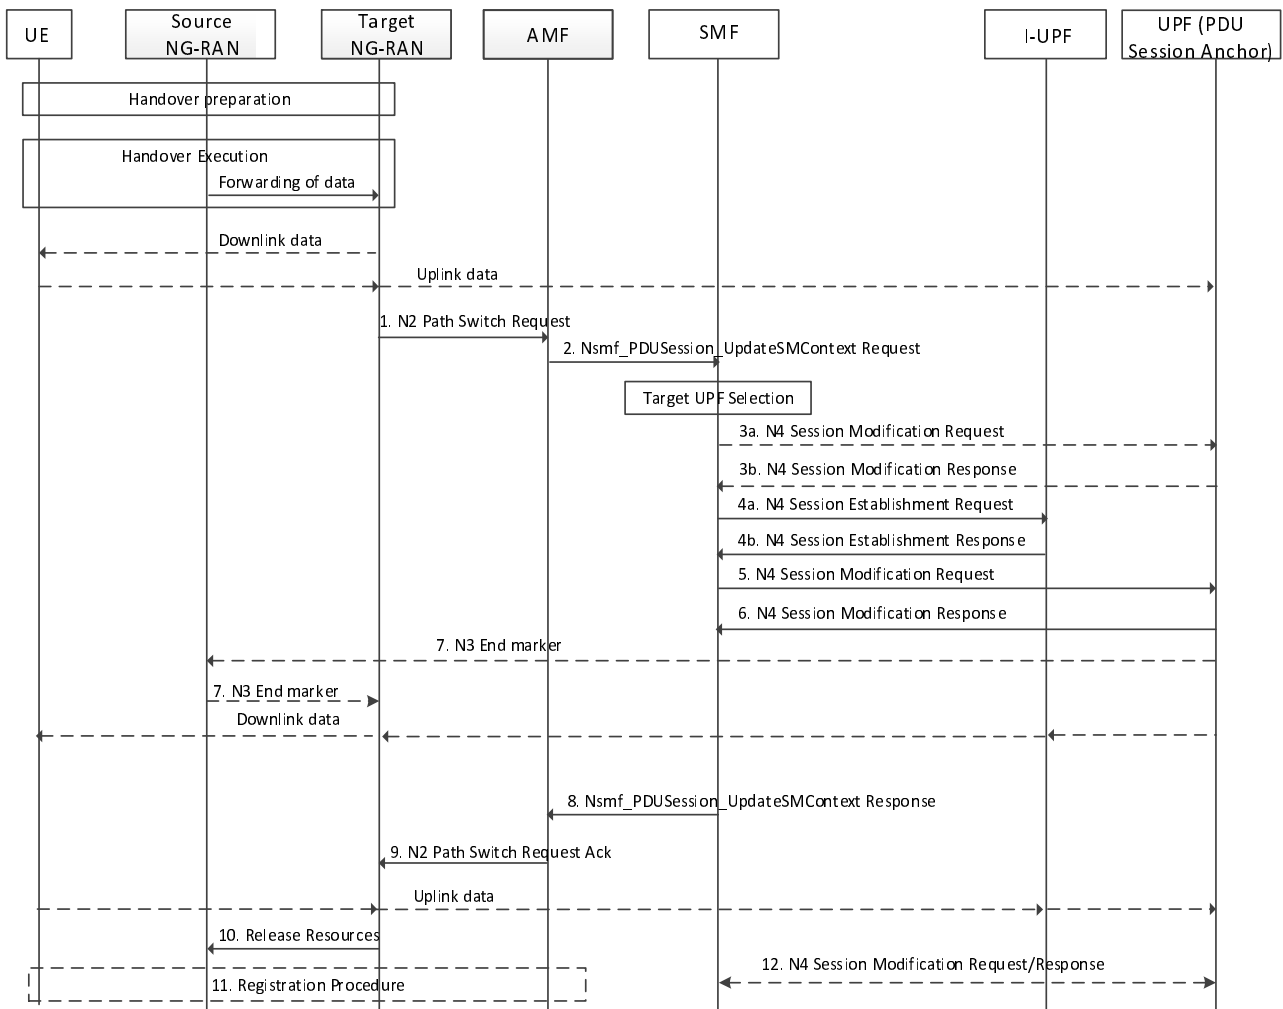 UE
Source
NG-RAN
Target
NG-RAN
AMF
SMF
I-UPF
UPF (PDU
Session Anchor)
Handover preparation
Handover Execution
Forwarding of data
Downlink data
Uplink data
1. N2 Path Switch Request
2. Nsmf_PDUSession_UpdateSMContext Request
Target UPF Selection
3a. N4 Session Modification Request
3b. N4 Session Modification Response
4a. N4 Session Establishment Request
4b. N4 Session Establishment Response
5. N4 Session Modification Request
6. N4 Session Modification Response
7. N3 End marker
7. N3 End marker
Downlink data
8. Nsmf_PDUSession_UpdateSMContext Response
9. N2 Path Switch Request Ack
Uplink data
10. Release Resources
12. N4 Session Modification Request/Response
11. Registration Procedure